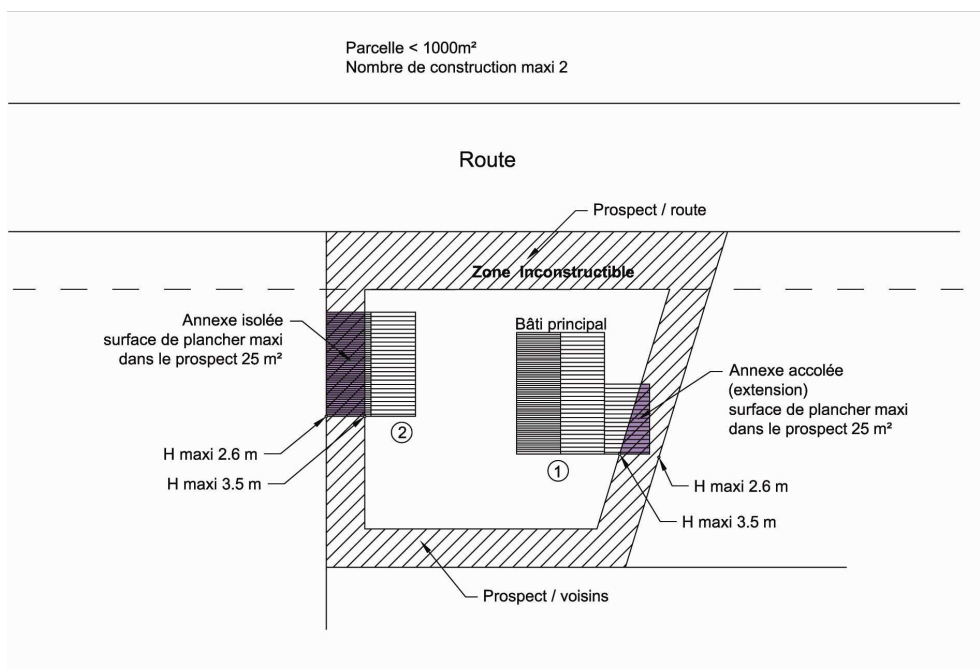 Parcelle < 1000m²
Nombre de construction maxi 2
Route
Prospect / route
Zone inconstructible
Annexe isolée
surface de plancher maxi
dans le prospect 25 m²
Bâti principal
Annexe accolée
(extension)
surface de plancher maxi
dans le prospect 25 m²
2
1
H maxi 2.6 m
H maxi 3.5 m
H maxi 2.6 m
H maxi 3.5 m
Prospect / voisins